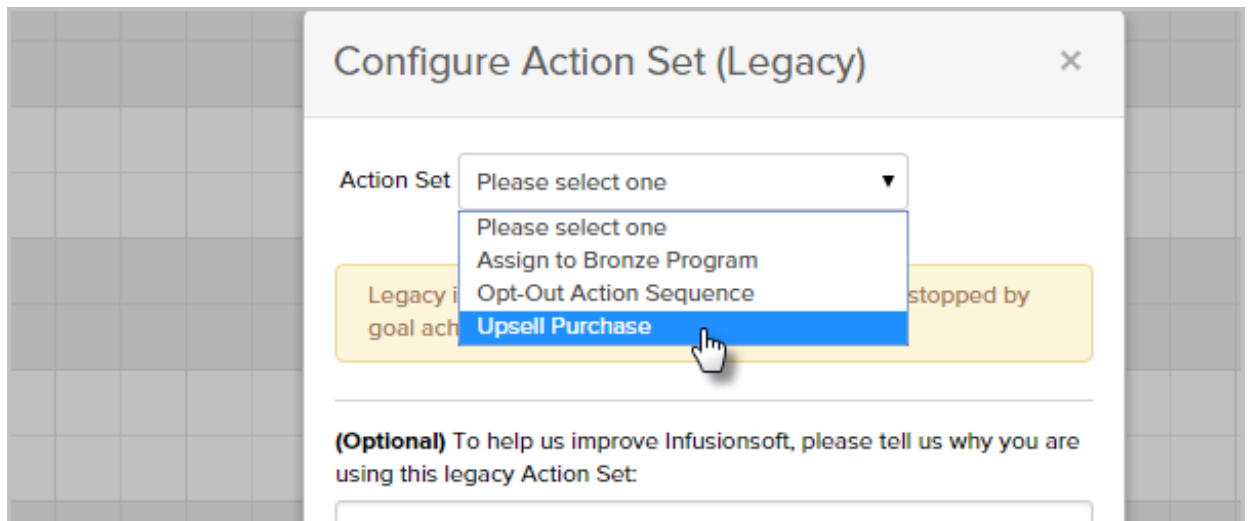 Configure Action Set (Legacy) ×
Action Set Please select one
Please select one
Assign to Bronze Program
Opt-Out Action Sequence
Upsell Purchase
Legacy stopped by
goal
(Optional) To help us improve Infusionsoft, please tell us why you are
using this legacy Action Set: